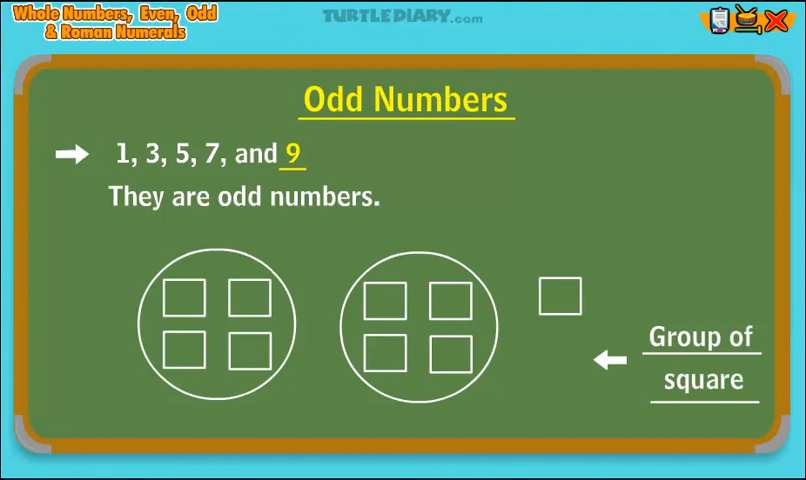 Whole Numbers, Even, Odd
& Roman Numerals
TURTLEDIARY.com
Odd Numbers
1, 3, 5, 7, and 9
They are odd numbers.
Group of
square